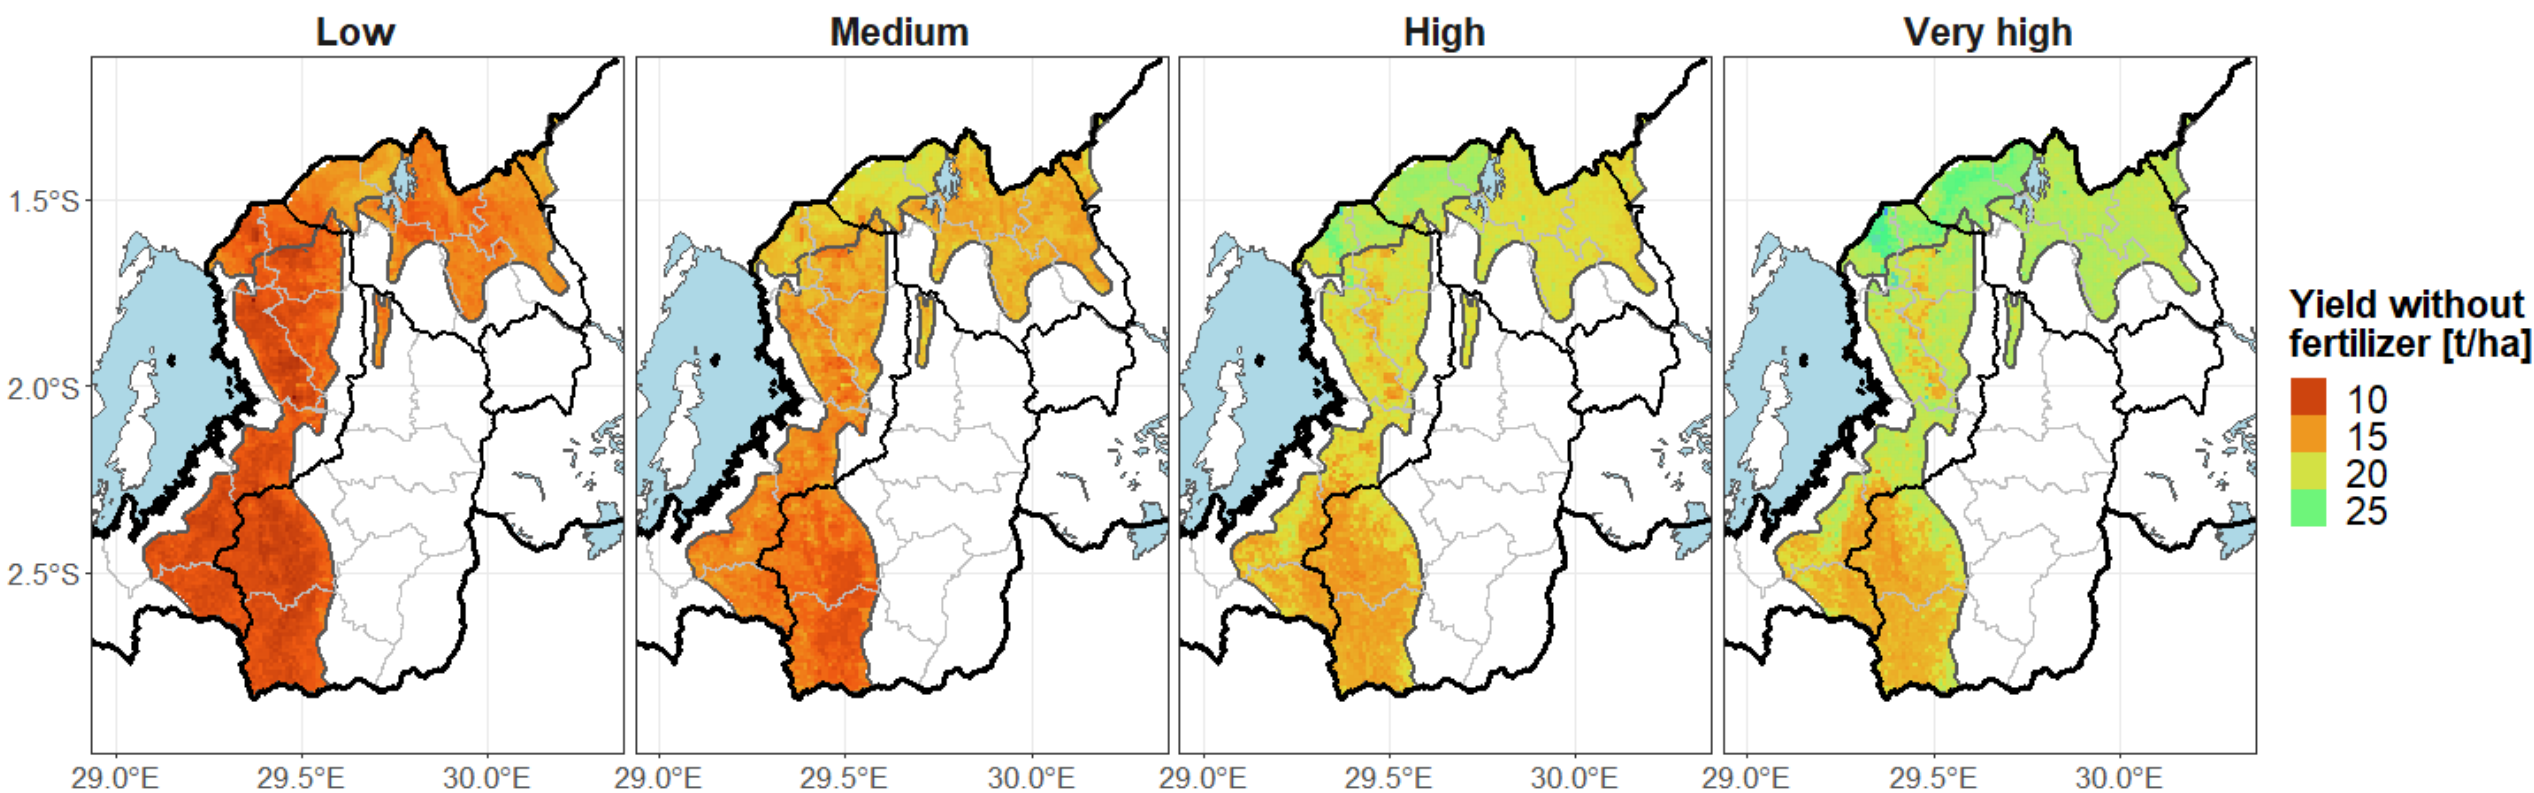 Low Medium High Very high
1.5°S
2.0°S
2.5°S
29.0°E 29.5°E 30.0°E 29.0°E 29.5°E 30.0°E 29.0°E 29.5°E 30.0°E 29.0°E 29.5°E 30.0°E
Yield without
fertilizer [t/ha]
10
15
20
25